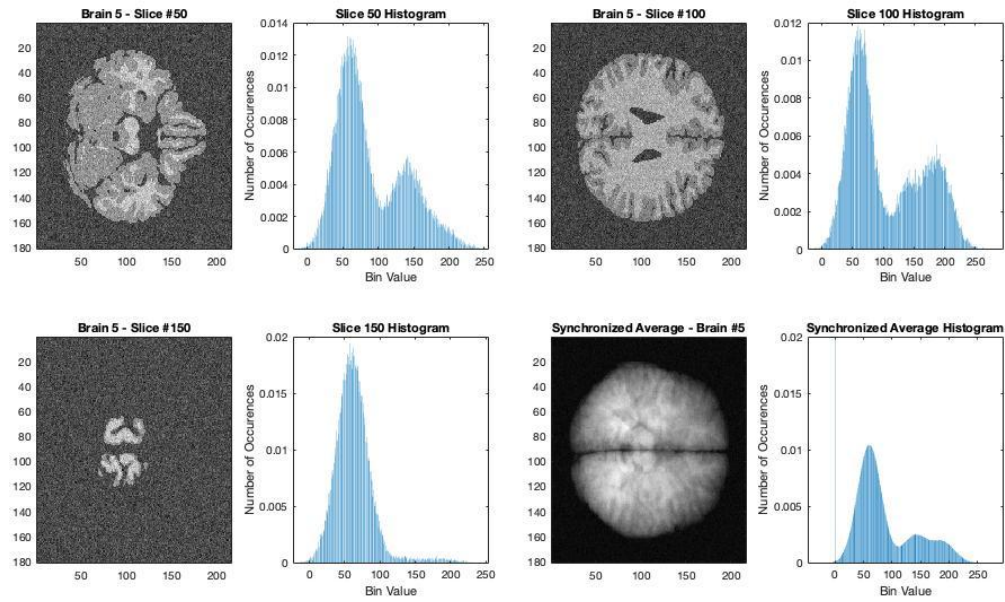 Brain 5 - Slice #50
20
40
60
80
100
120
140
160
180
50 100 150 200
Slice 50 Histogram
Number of Occurences
0.014
0.012
0.01
0.008
0.006
0.004
0.002
0
0 50 100 150 200 250
Bin Value
Brain 5 - Slice #100
20
40
60
80
100
120
140
160
180
50 100 150 200
Slice 100 Histogram
Number of Occurences
0.012
0.01
0.008
0.006
0.004
0.002
0
0 50 100 150 200 250
Bin Value
Brain 5 - Slice #150
20
40
60
80
100
120
140
160
180
50 100 150 200
Slice 150 Histogram
Number of Occurences
0.02
0.015
0.01
0.005
0
0 50 100 150 200 250
Bin Value
Synchronized Average - Brain #5
20
40
60
80
100
120
140
160
180
50 100 150 200
Synchronized Average Histogram
Number of Occurences
0.02
0.015
0.01
0.005
0
0 50 100 150 200 250
Bin Value